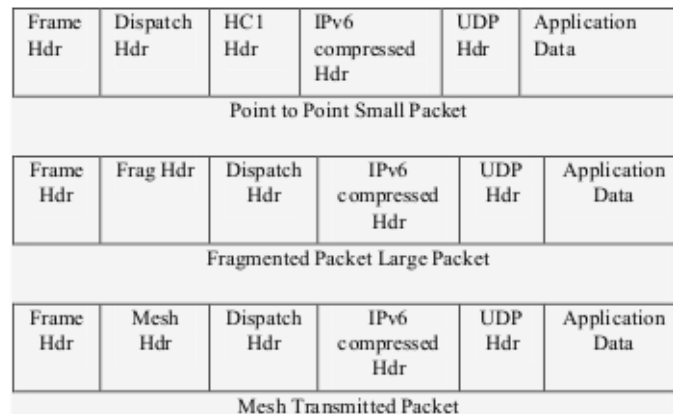 Frame Hdr Dispatch Hdr HC1 Hdr IPv6 compressed Hdr UDP Hdr Application Data
Point to Point Small Packet
Frame Hdr Frag Hdr Dispatch Hdr IPv6 compressed Hdr UDP Hdr Application Data
Fragmented Packet Large Packet
Frame Hdr Mesh Hdr Dispatch Hdr IPv6 compressed Hdr UDP Hdr Application Data
Mesh Transmitted Packet